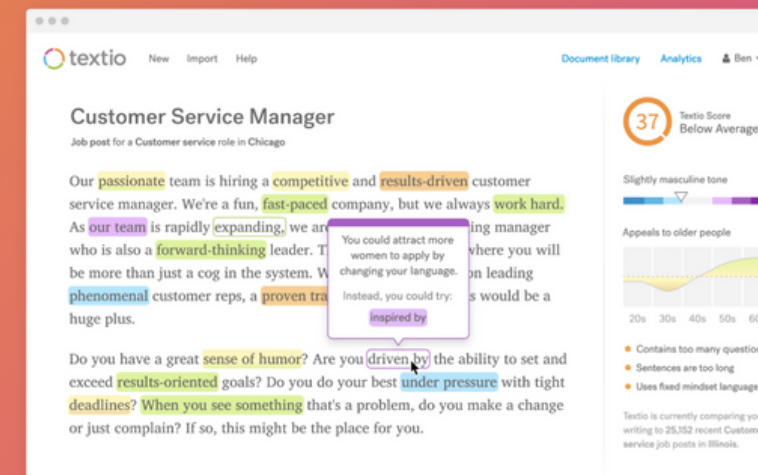 textio New Import Help Document library Analytics Ben
Customer Service Manager
Job post for a Customer service role in Chicago
Our passionate team is hiring a competitive and results-driven customer
service manager. We're a fun, fast-paced company, but we always work hard.
As our team is rapidly expanding, we are ing manager
who is also a forward-thinking leader. T where you will
be more than just a cog in the system. W on leading
phenomenal customer reps, a proven tra s would be a
huge plus.
You could attract more
women to apply by
changing your language.
Instead, you could try:
inspired by
Do you have a great sense of humor? Are you driven by the ability to set and
exceed results-oriented goals? Do you do your best under pressure with tight
deadlines? When you see something that's a problem, do you make a change
or just complain? If so, this might be the place for you.
37
Textio Score
Below Average
Slightly masculine tone
Appeals to older people
20s 30s 40s 50s
Contains too many question
Sentences are too long
Uses fixed mindset language
Textio is currently comparing yo
writing to 25,152 recent Custom
service job posts in Illinois.